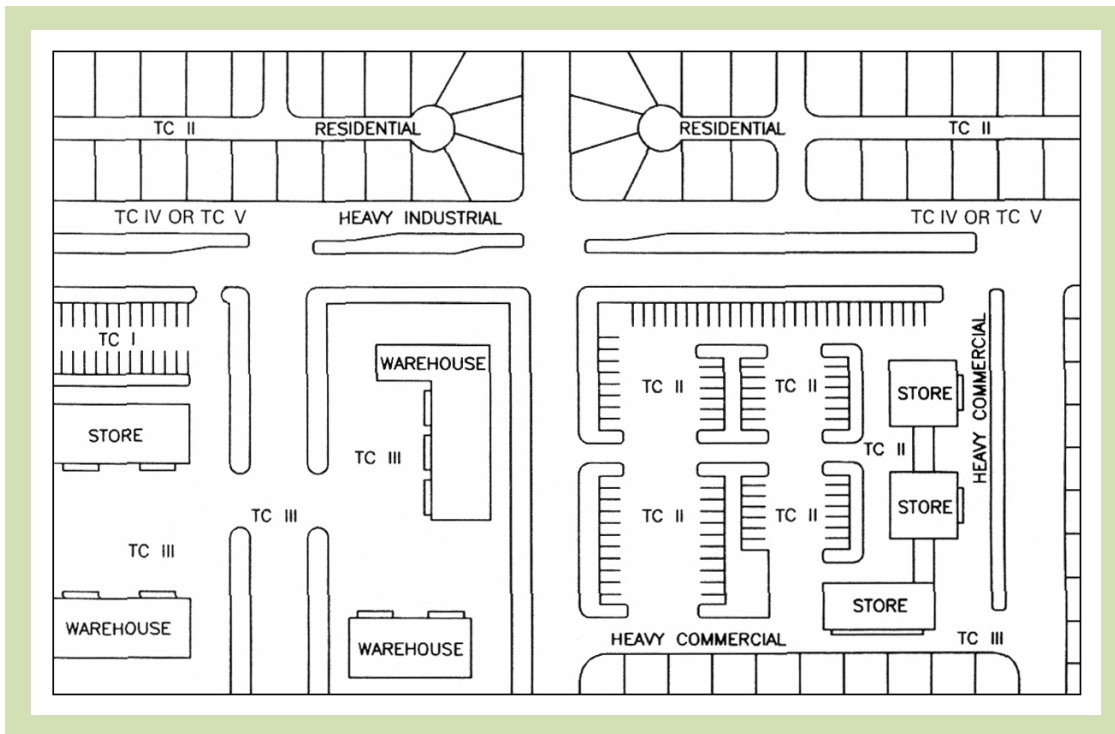 TC II
RESIDENTIAL
RESIDENTIAL
TC II
TC IV OR TC V
HEAVY INDUSTRIAL
TC IV OR TC V
TC I
WAREHOUSE
HEAVY COMMERCIAL
TC II
TC II
STORE
STORE
TC II
TC III
STORE
TC III
TC II
TC II
TC III
STORE
WAREHOUSE
HEAVY COMMERCIAL
TC III
WAREHOUSE